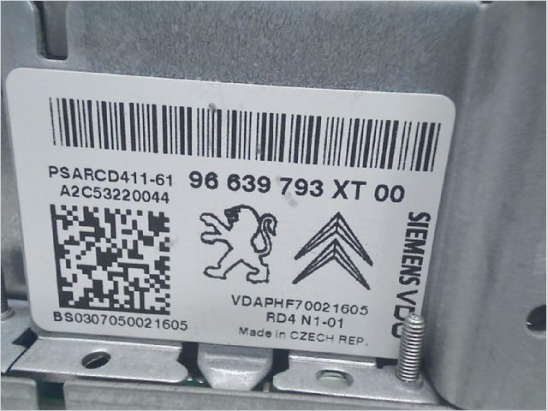 PSARCD411-61
96 639 793 XT 00
A2C53220044
VDAPHF70021605
RD4 N1-01
BS0307050021605
Made in CZECH REP.
SIEMENS VDO